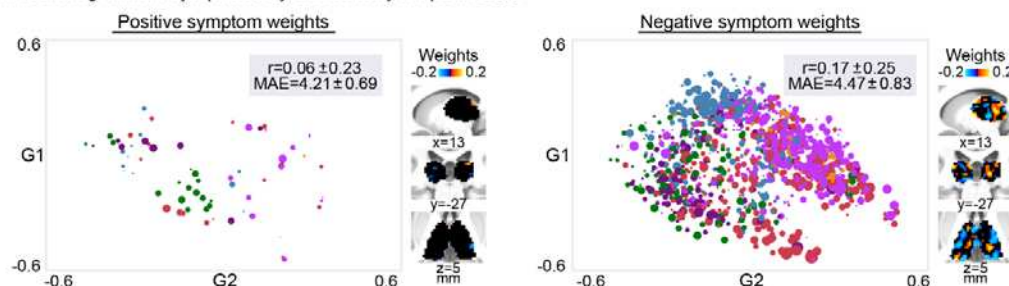 Positive symptom weights
0.6
r=0.06 ±0.23
MAE=4.21±0.69
G1
-0.6
-0.6
G2
0.6
Weights
-0.2
0.2
x=13
y=-27
z=5
mm
Negative symptom weights
0.6
r=0.17 ±0.25
MAE=4.47±0.83
G1
-0.6
-0.6
G2
0.6
Weights
-0.2
0.2
x=13
y=-27
z=5
mm